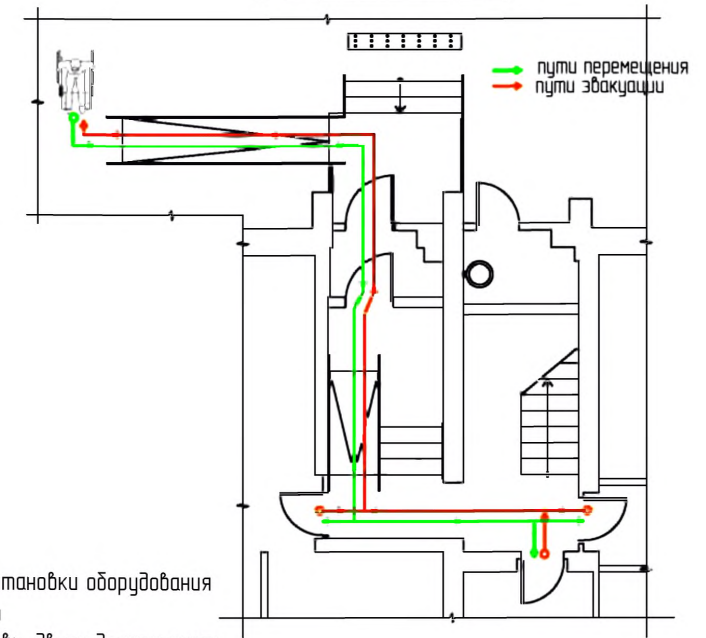 пути перемещения
пути эвакуации
тановки оборудования